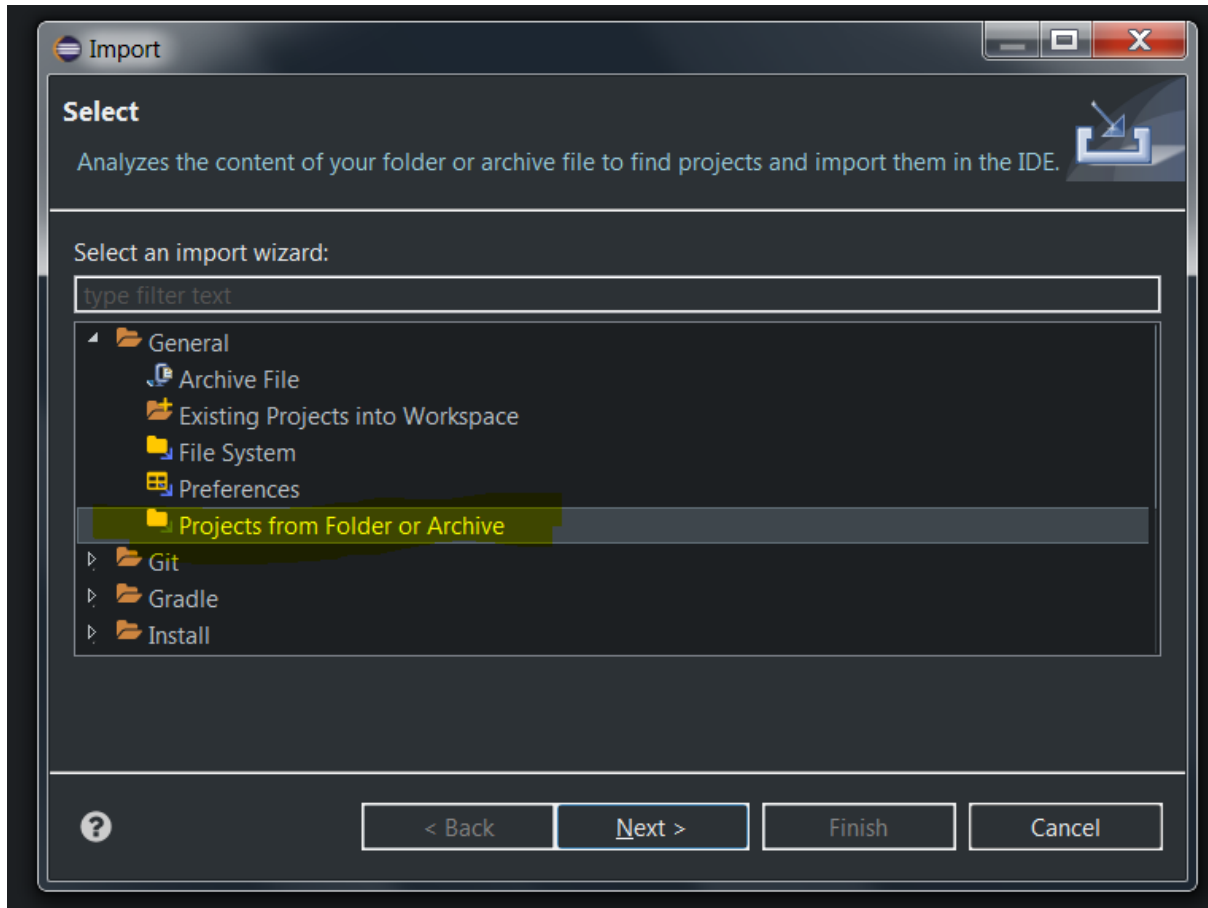 Import
Select
Analyzes the content of your folder or archive file to find projects and import them in the IDE.
Select an import wizard:
type filter text
General
Archive File
Existing Projects into Workspace
File System
Preferences
Projects from Folder or Archive
Git
Gradle
Install
< Back Next > Finish Cancel